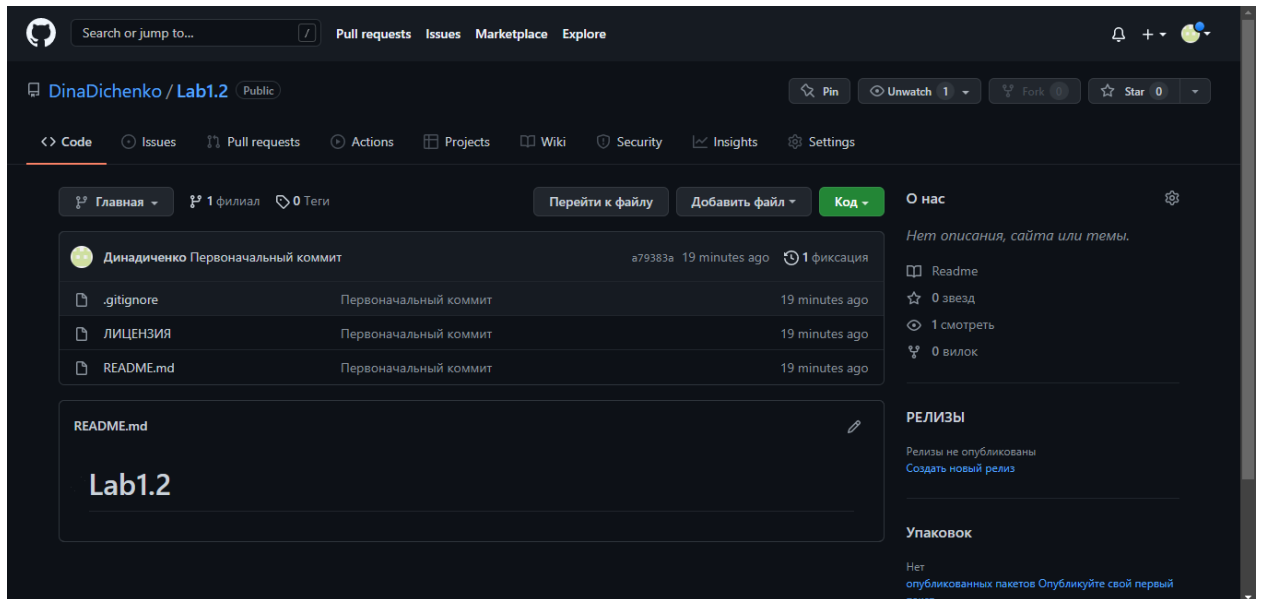 Search or jump to... / Pull requests Issues Marketplace Explore
DinaDichenko / Lab1.2 Public Pin Unwatch 1 Fork 0 Star 0
<> Code Issues Pull requests Actions Projects Wiki Security Insights Settings
Главная 1 филиал 0 Теги Перейти к файлу Добавить файл Код
Динадиченко Первоначальный коммит a79383a 19 minutes ago 1 фиксация
.gitignore Первоначальный коммит 19 minutes ago
ЛИЦЕНЗИЯ Первоначальный коммит 19 minutes ago
README.md Первоначальный коммит 19 minutes ago
README.md
Lab1.2
О нас
Нет описания, сайта или темы.
Readme
0 звезд
1 смотреть
0 вилок
РЕЛИЗЫ
Релизы не опубликованы
Создать новый релиз
Упаковок
Нет
опубликованных пакетов Опубликуйте свой первый